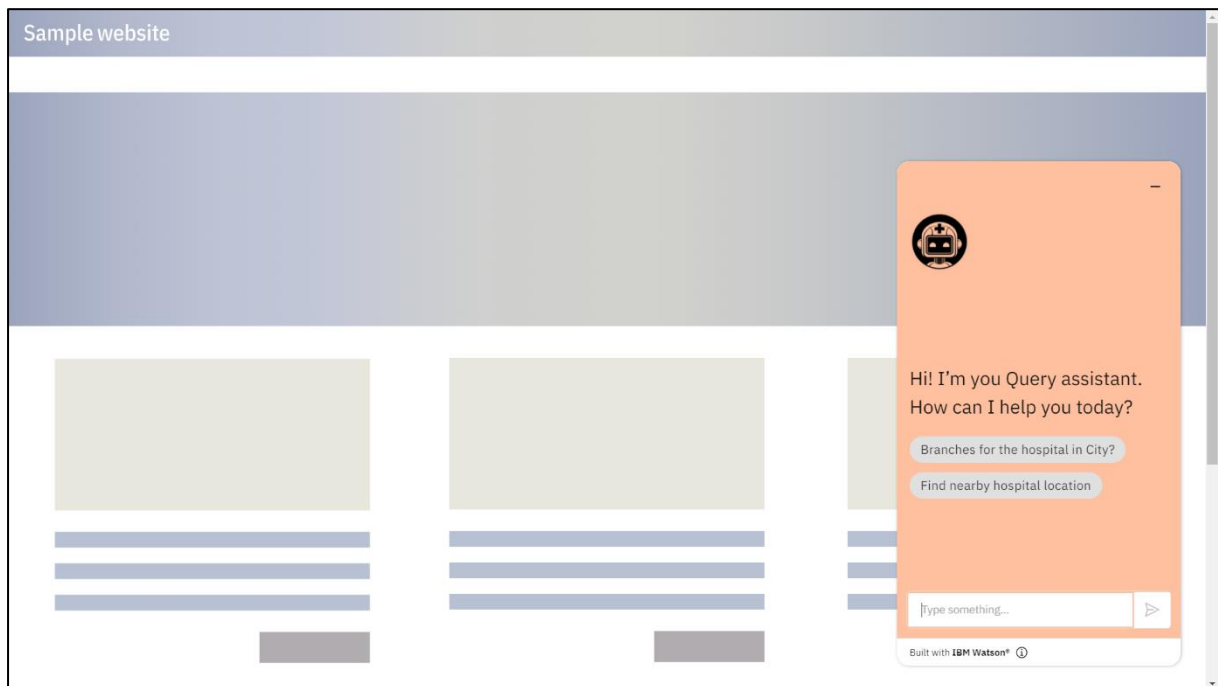 Sample website
Hi! I'm you Query assistant.
How can I help you today?
Branches for the hospital in City?
Find nearby hospital location
Type something...
Built with IBM Watson®